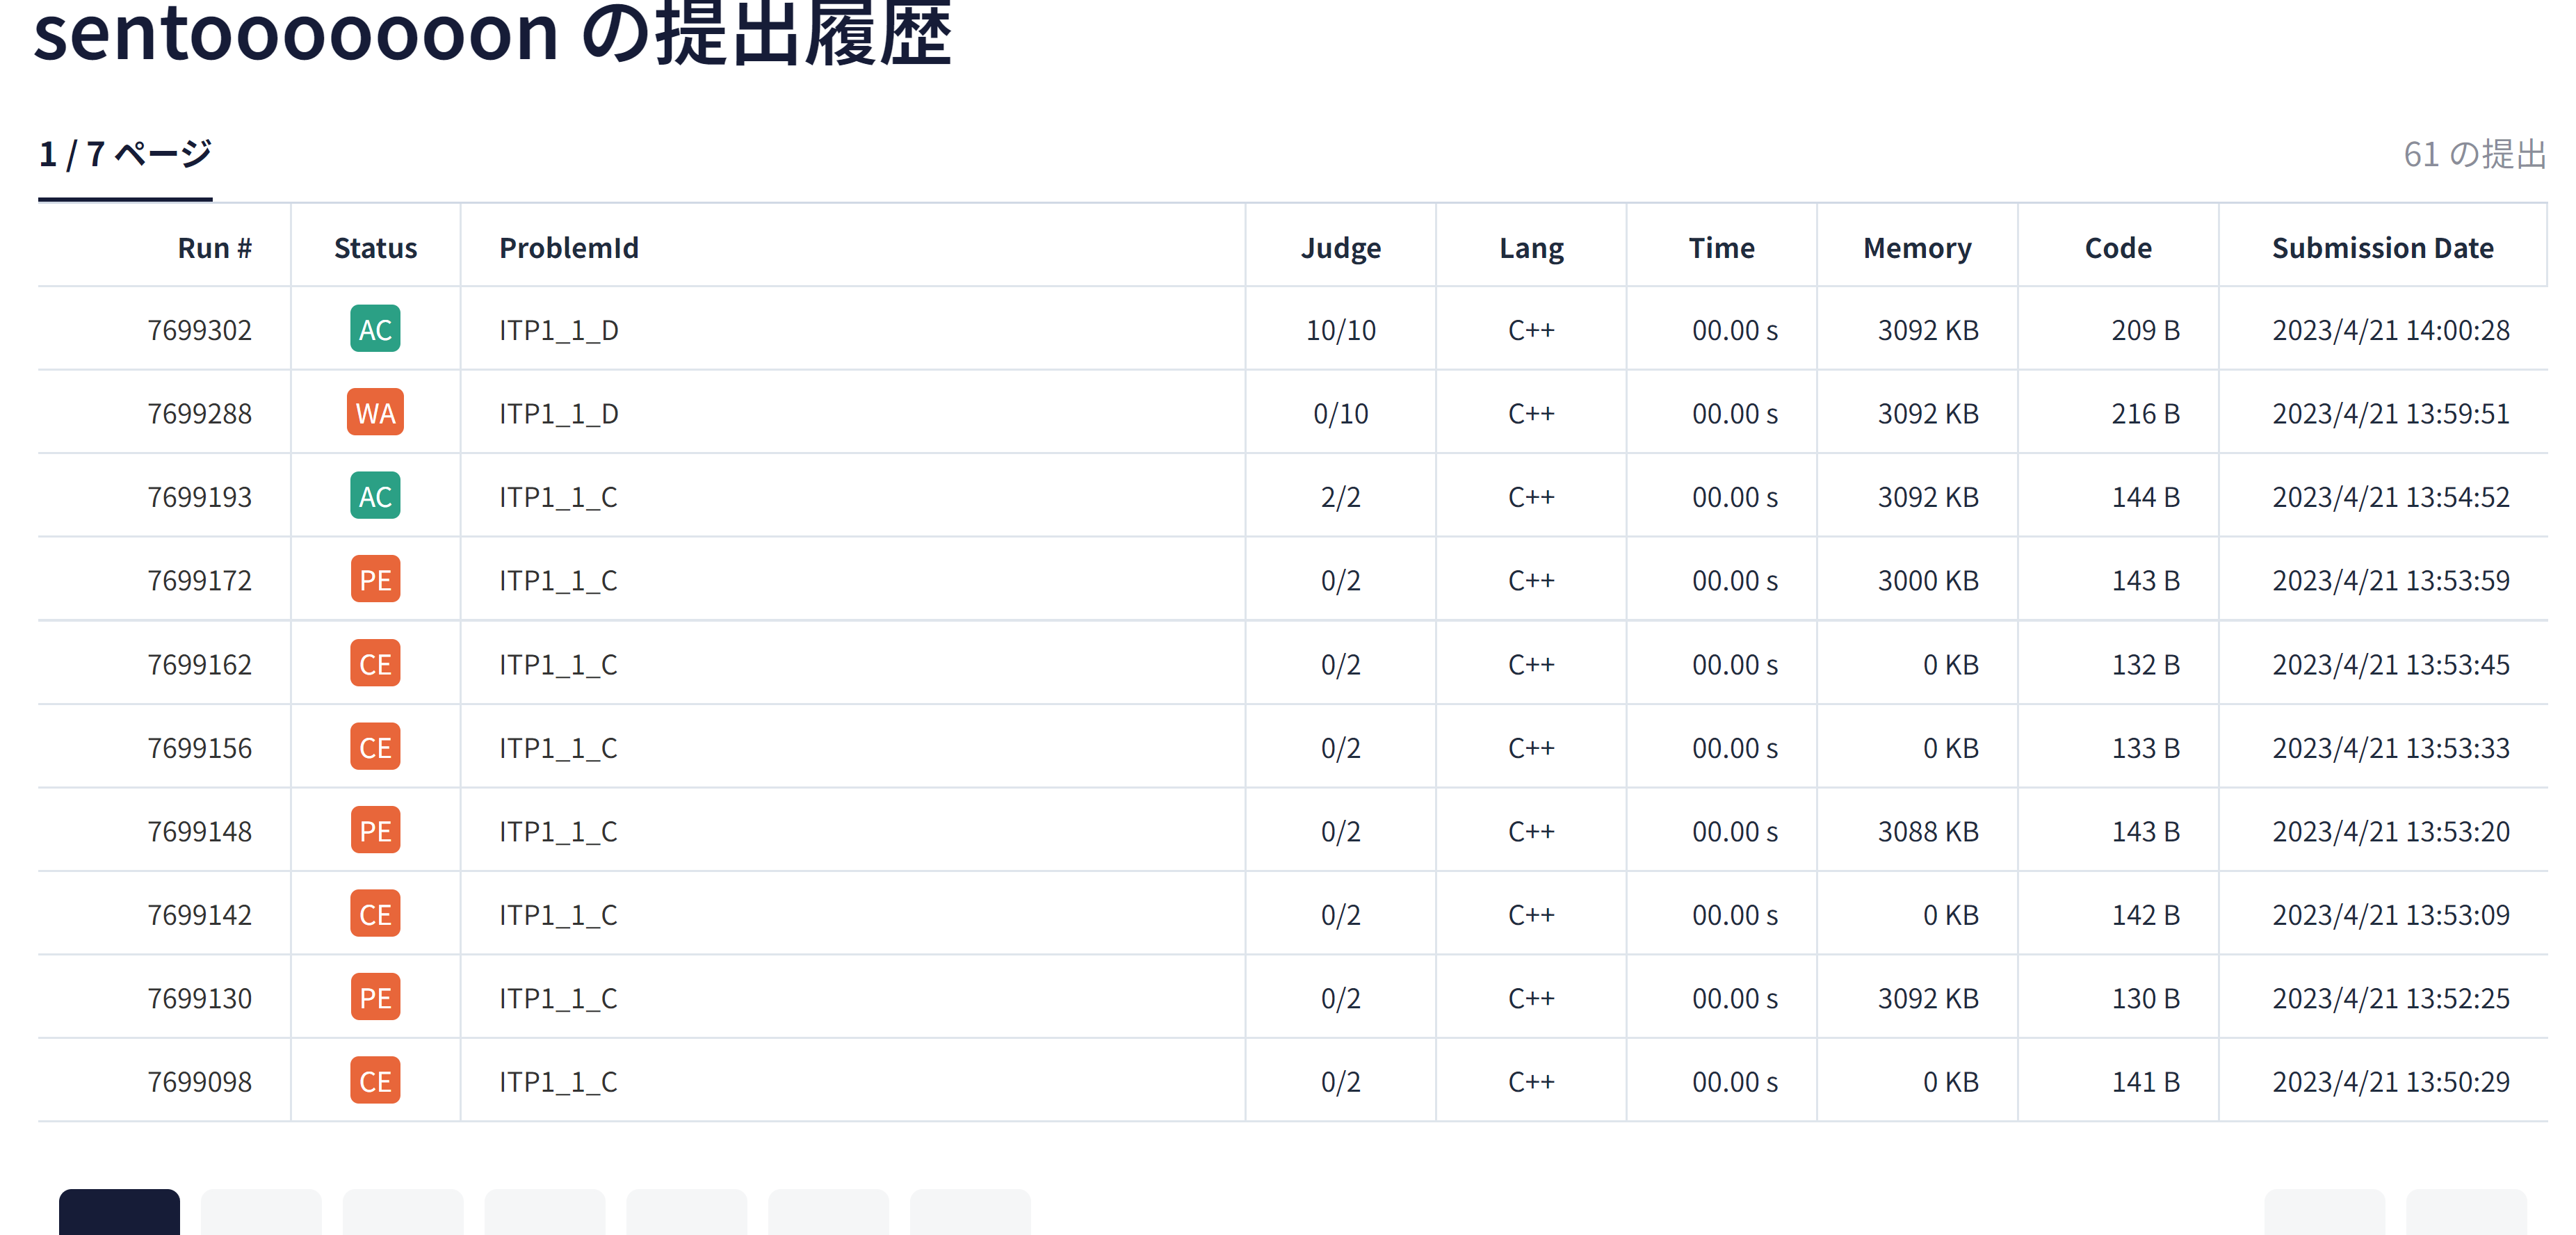 sentoooooooon の提出履歴
1 / 7 ページ
61 の提出
Run # Status ProblemId Judge Lang Time Memory Code Submission Date
7699302 AC ITP1_1_D 10/10 C++ 00.00 s 3092 KB 209 B 2023/4/21 14:00:28
7699288 WA ITP1_1_D 0/10 C++ 00.00 s 3092 KB 216 B 2023/4/21 13:59:51
7699193 AC ITP1_1_C 2/2 C++ 00.00 s 3092 KB 144 B 2023/4/21 13:54:52
7699172 PE ITP1_1_C 0/2 C++ 00.00 s 3000 KB 143 B 2023/4/21 13:53:59
7699162 CE ITP1_1_C 0/2 C++ 00.00 s 0 KB 132 B 2023/4/21 13:53:45
7699156 CE ITP1_1_C 0/2 C++ 00.00 s 0 KB 133 B 2023/4/21 13:53:33
7699148 PE ITP1_1_C 0/2 C++ 00.00 s 3088 KB 143 B 2023/4/21 13:53:20
7699142 CE ITP1_1_C 0/2 C++ 00.00 s 0 KB 142 B 2023/4/21 13:53:09
7699130 PE ITP1_1_C 0/2 C++ 00.00 s 3092 KB 130 B 2023/4/21 13:52:25
7699098 CE ITP1_1_C 0/2 C++ 00.00 s 0 KB 141 B 2023/4/21 13:50:29